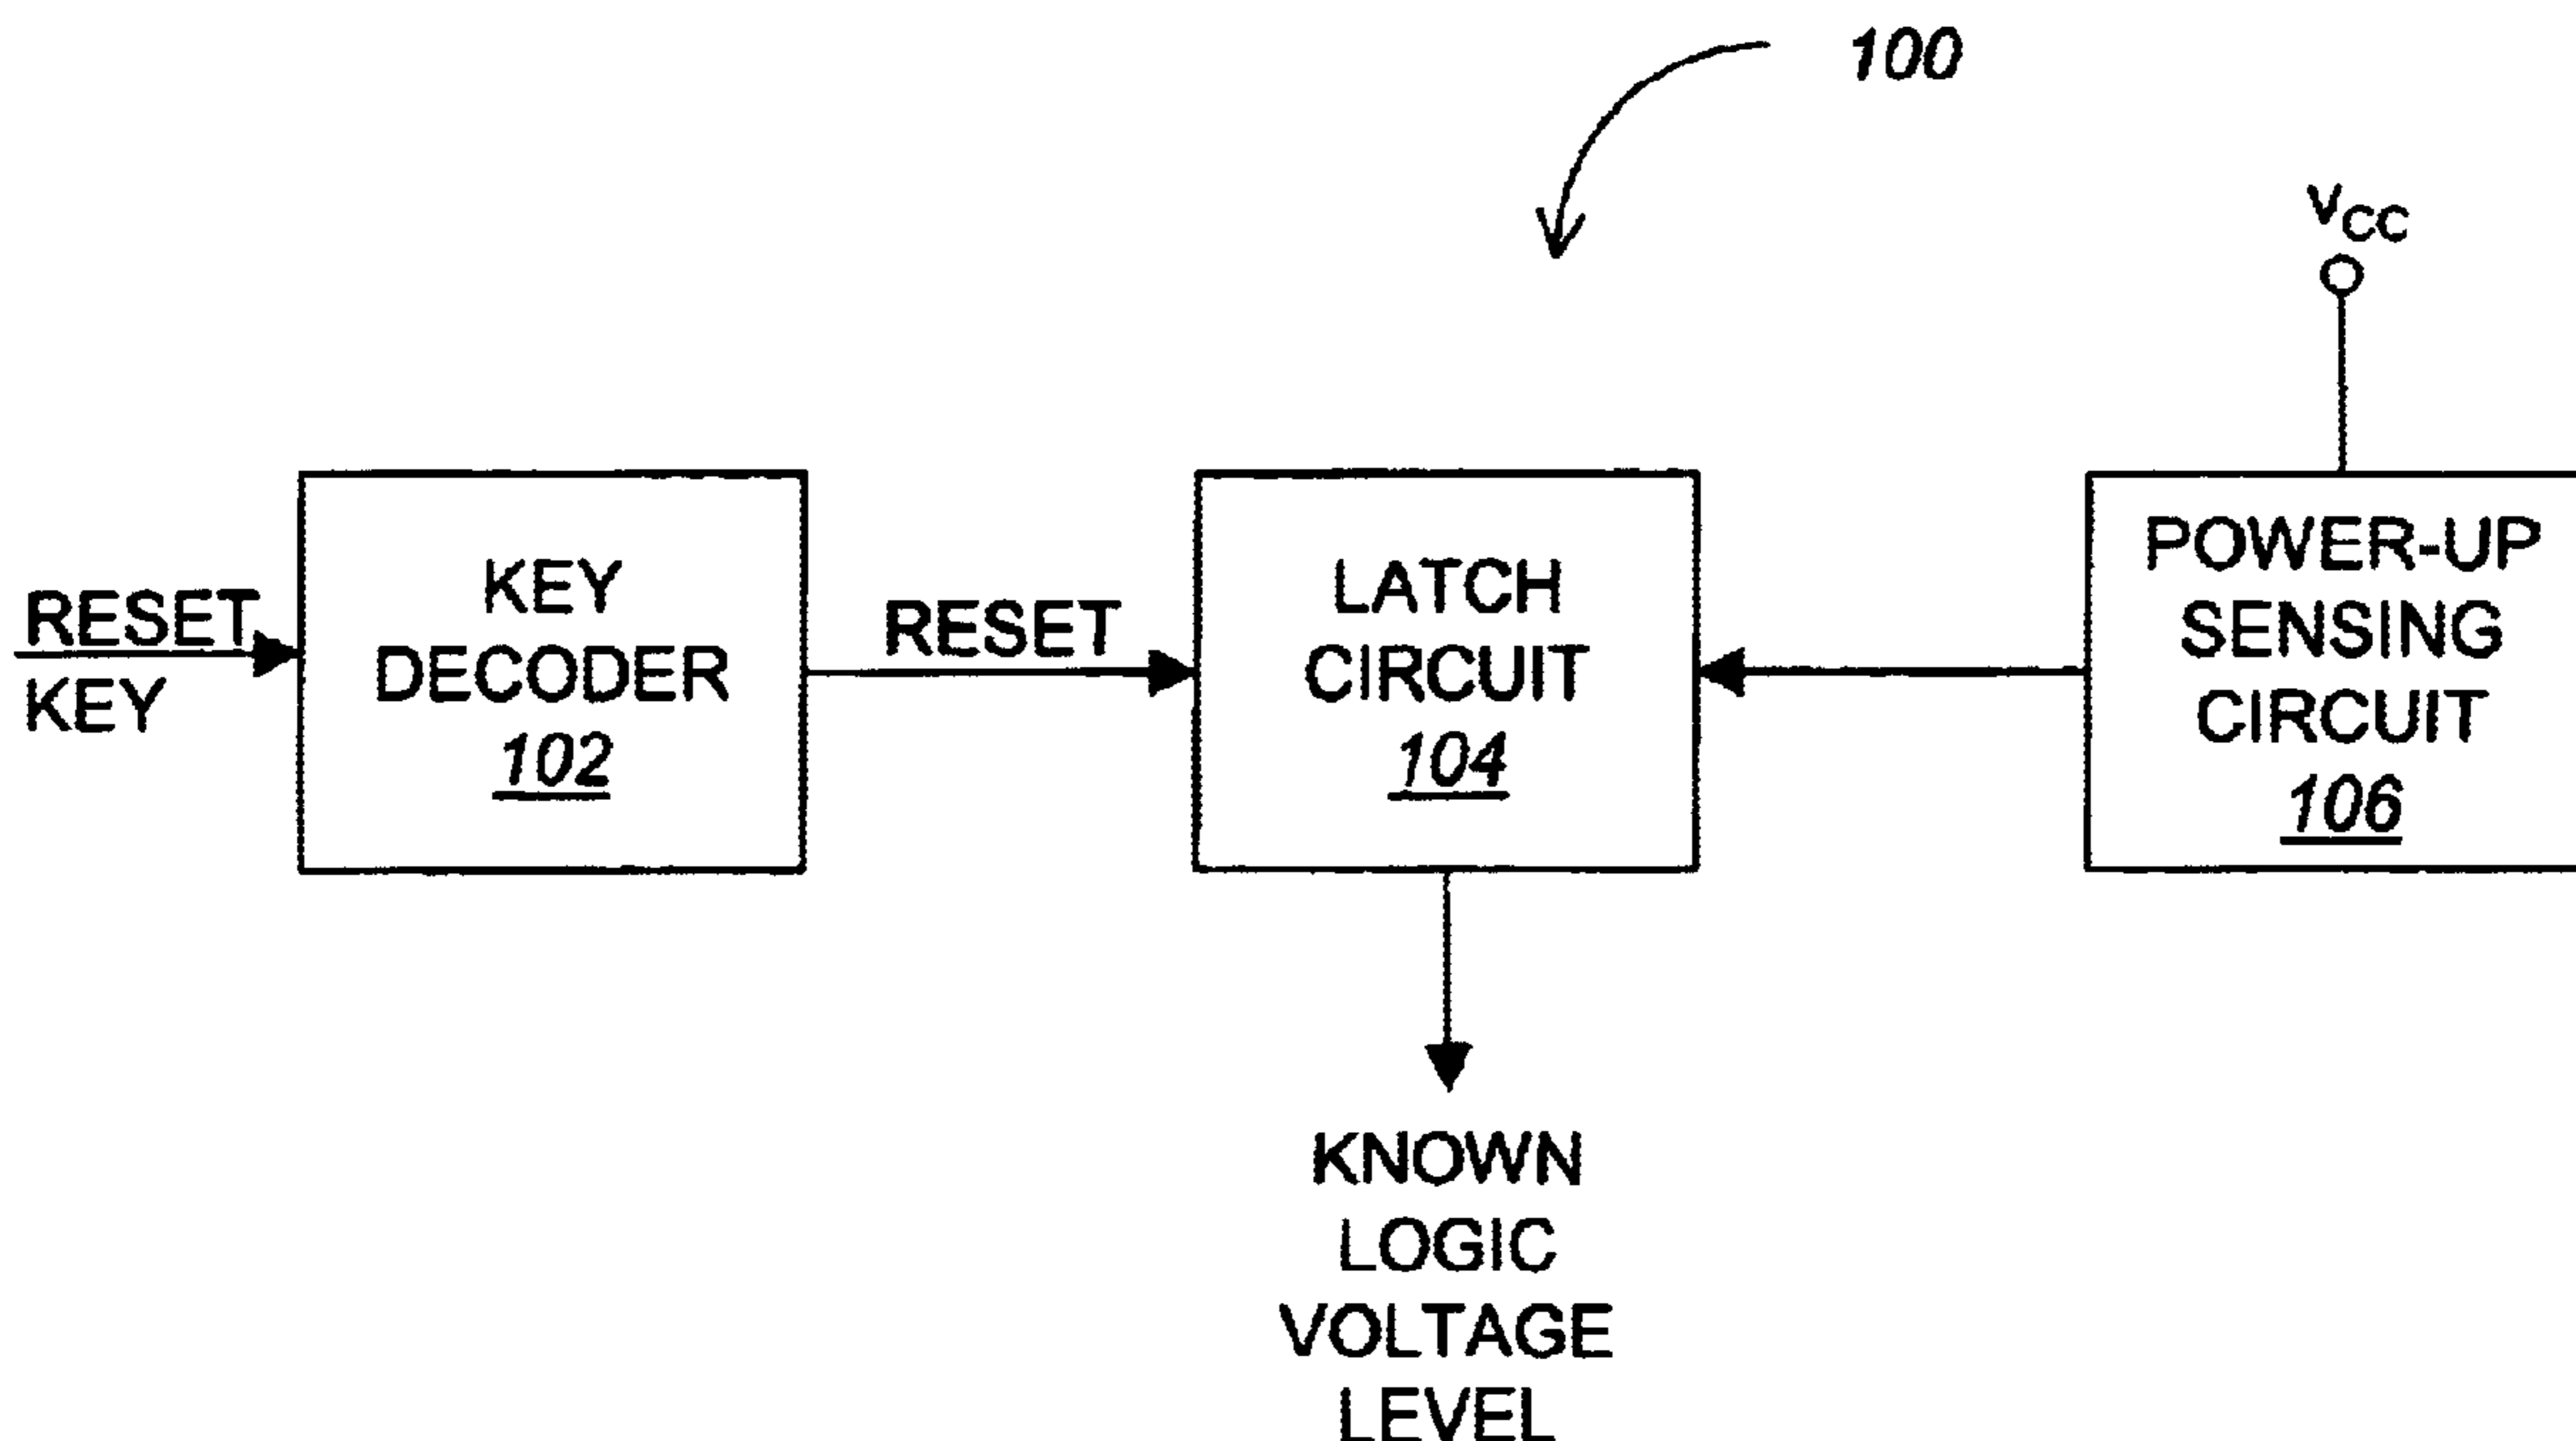 100
VCC
RESET
KEY
KEY
DECODER
102
RESET
LATCH
CIRCUIT
104
POWER-UP
SENSING
CIRCUIT
106
KNOWN
LOGIC
VOLTAGE
LEVEL